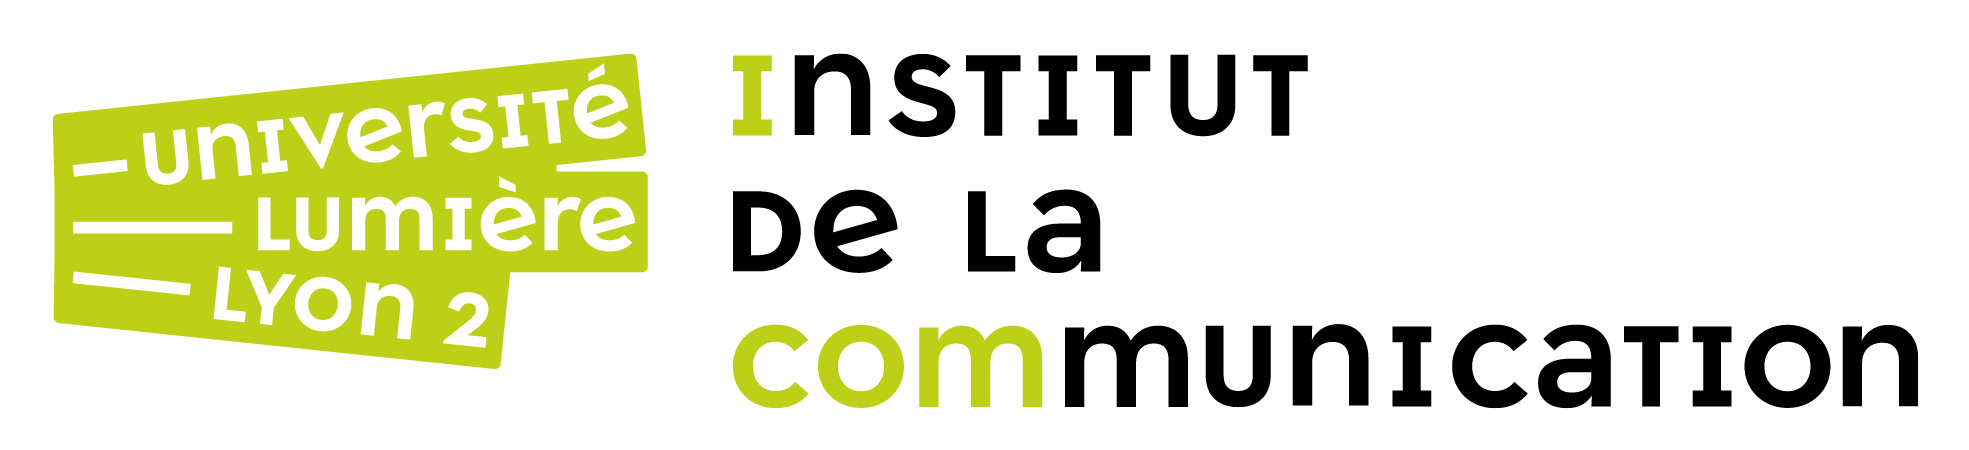 Université
Lumière
Lyon 2
Institut
de la
communication